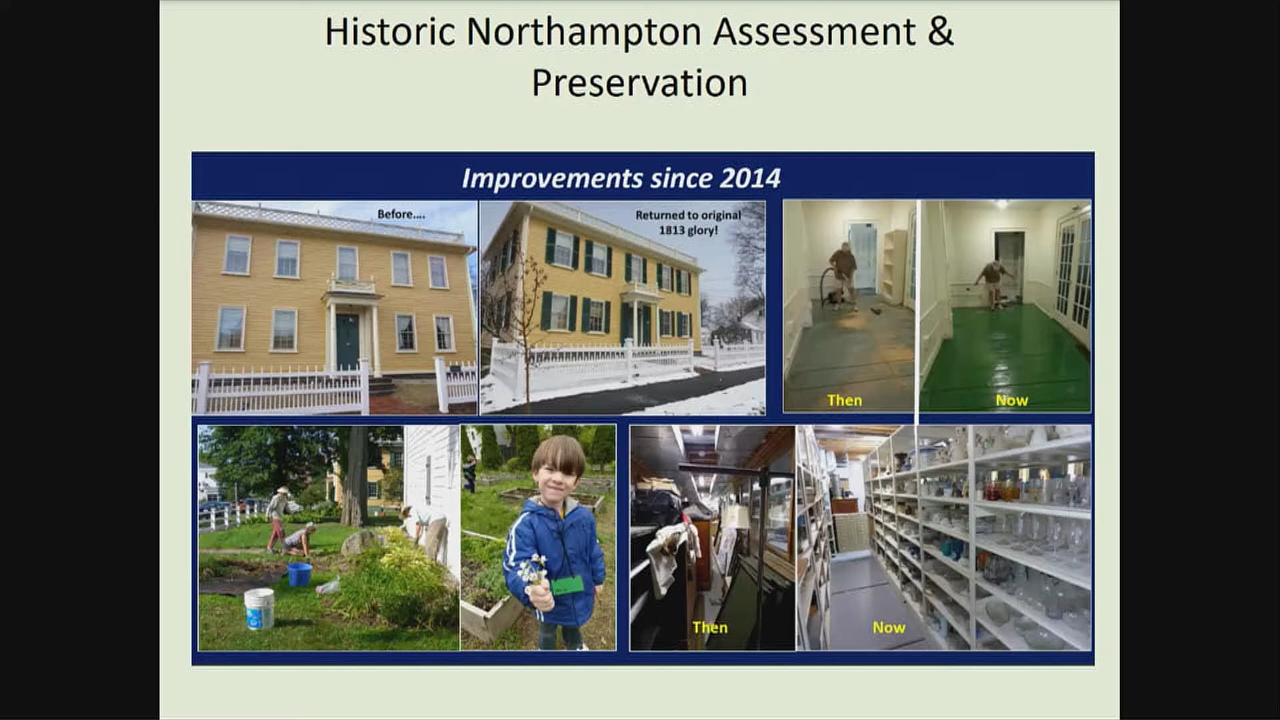 Historic Northampton Assessment &
Preservation
Improvements since 2014
Before....
Returned to original
1813 glory!
Then
Now
Then
Now